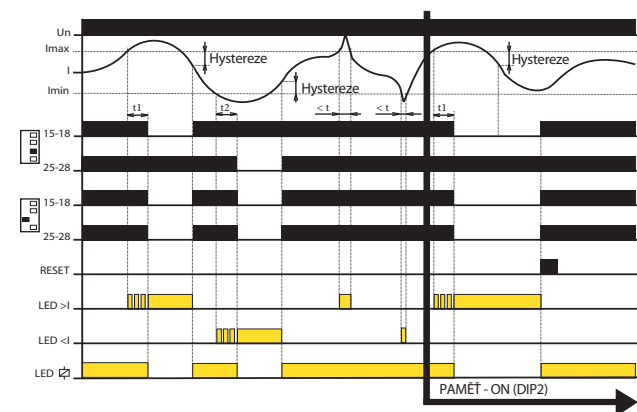 Un
Imax
Hystereze
Hystereze
I
Hystereze
Imin
t1
t2
< t
< t
t1
15-18
25-28
15-18
25-28
RESET
LED >I
LED <I
LED
PAMĚŤ - ON (DIP2)